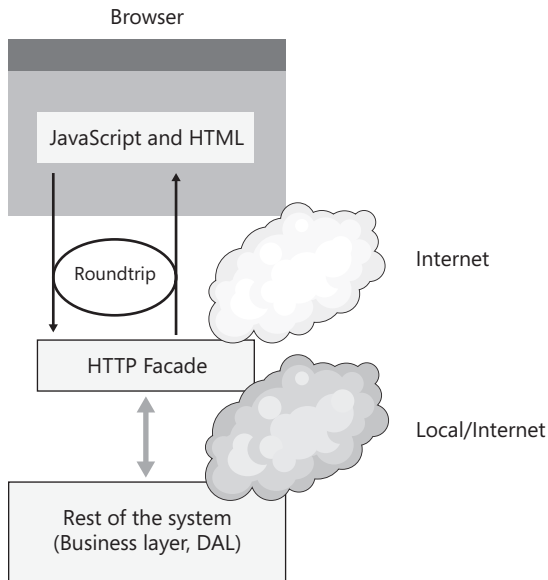 Browser
JavaScript and HTML
Roundtrip
Internet
HTTP Facade
Local/Internet
Rest of the system
(Business layer, DAL)